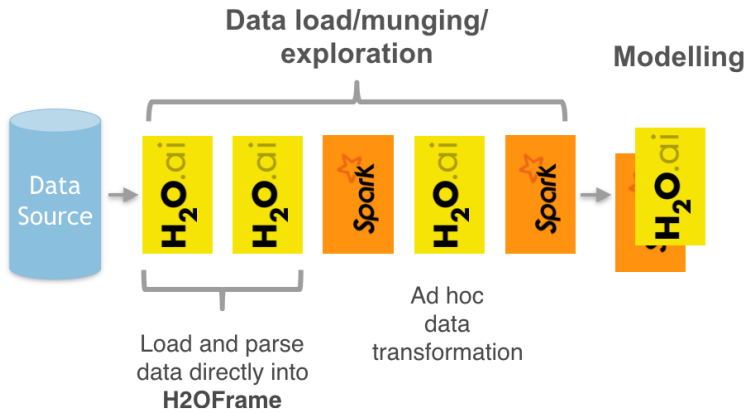 Data load/munging/
exploration
Modelling
Data
Source
H2O.ai
H2O.ai
Spark
H2O.ai
Spark
H2O.ai
Load and parse
data directly into
H2OFrame
Ad hoc
data
transformation